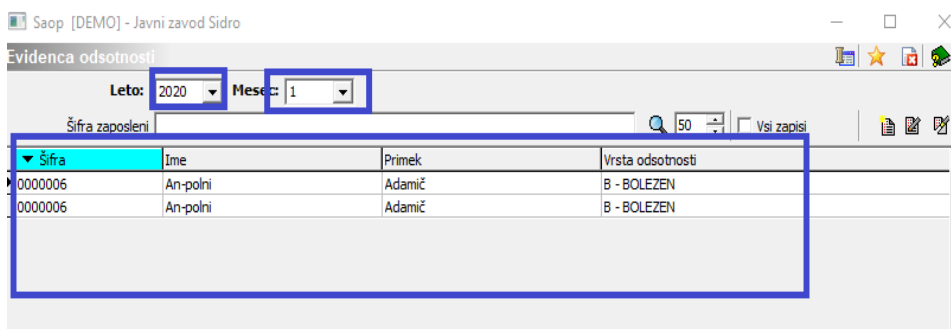 Saop [DEMO] - Javni zavod Sidro
Evidenca odsotnosti
Leto: 2020 Mesec: 1
Šifra zaposleni 50 Vsi zapisi
Šifra Ime Primek Vrsta odsotnosti
0000006 An-polni Adamič B - BOLEZEN
0000006 An-polni Adamič B - BOLEZEN